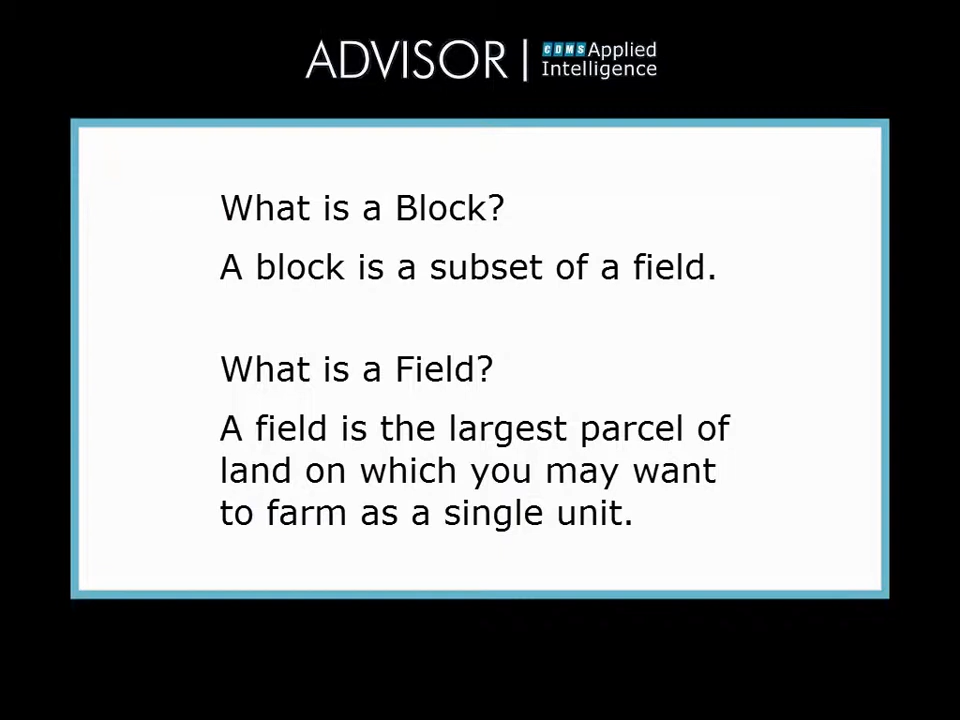 ADVISOR | CDMS Applied
Intelligence
What is a Block?
A block is a subset of a field.
What is a Field?
A field is the largest parcel of
land on which you may want
to farm as a single unit.